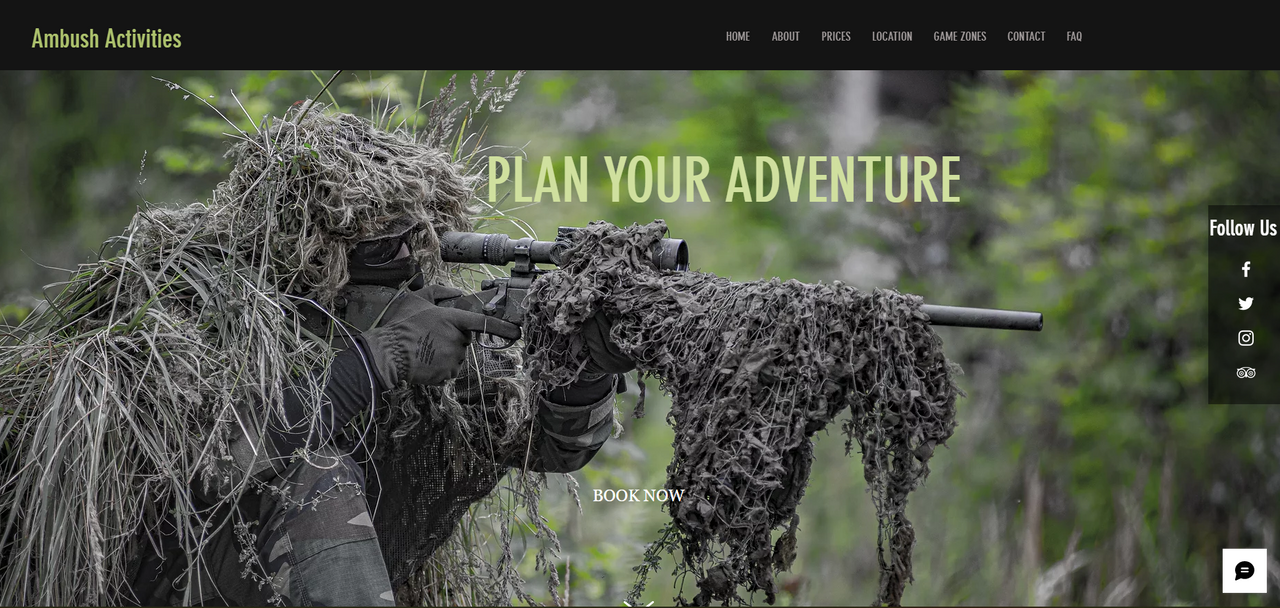 Ambush Activities
HOME ABOUT PRICES LOCATION GAME ZONES CONTACT FAQ
PLAN YOUR ADVENTURE
Follow Us
BOOK NOW